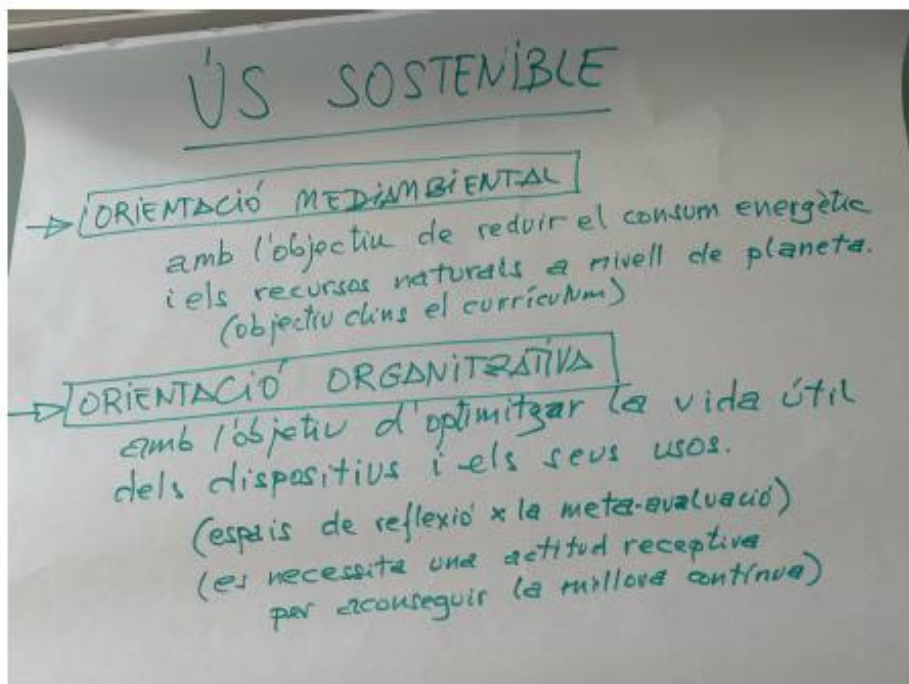 ÚS SOSTENiBLE
ORiENTACiÓ MEDiAMBiENTAL
amb l'objectiu de reduir el consum energètic
i els recursos naturals a nivell de planeta.
(objectiu dins el currículum)
ORiENTACiÓ ORGANiTZATiVA
amb l'objetiu d'optimitzar la vida útil
dels dispositius i els seus usos.
(espais de reflexió x la meta-avaluació)
(es necessita una actitud receptiva
per aconseguir la millora contínua)